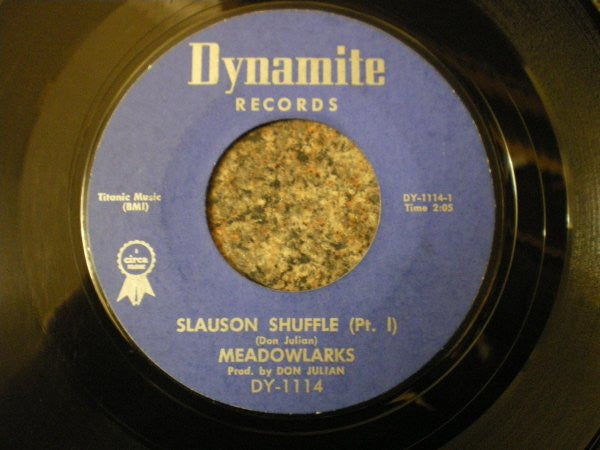 Dynamite
RECORDS
Titanic Music
(BMI)
DY-1114-1
Time 2:05
a
circa
SLAUSON SHUFFLE (Pt. I)
(Don Julian)
MEADOWLARKS
Prod. by DON JULIAN
DY-1114